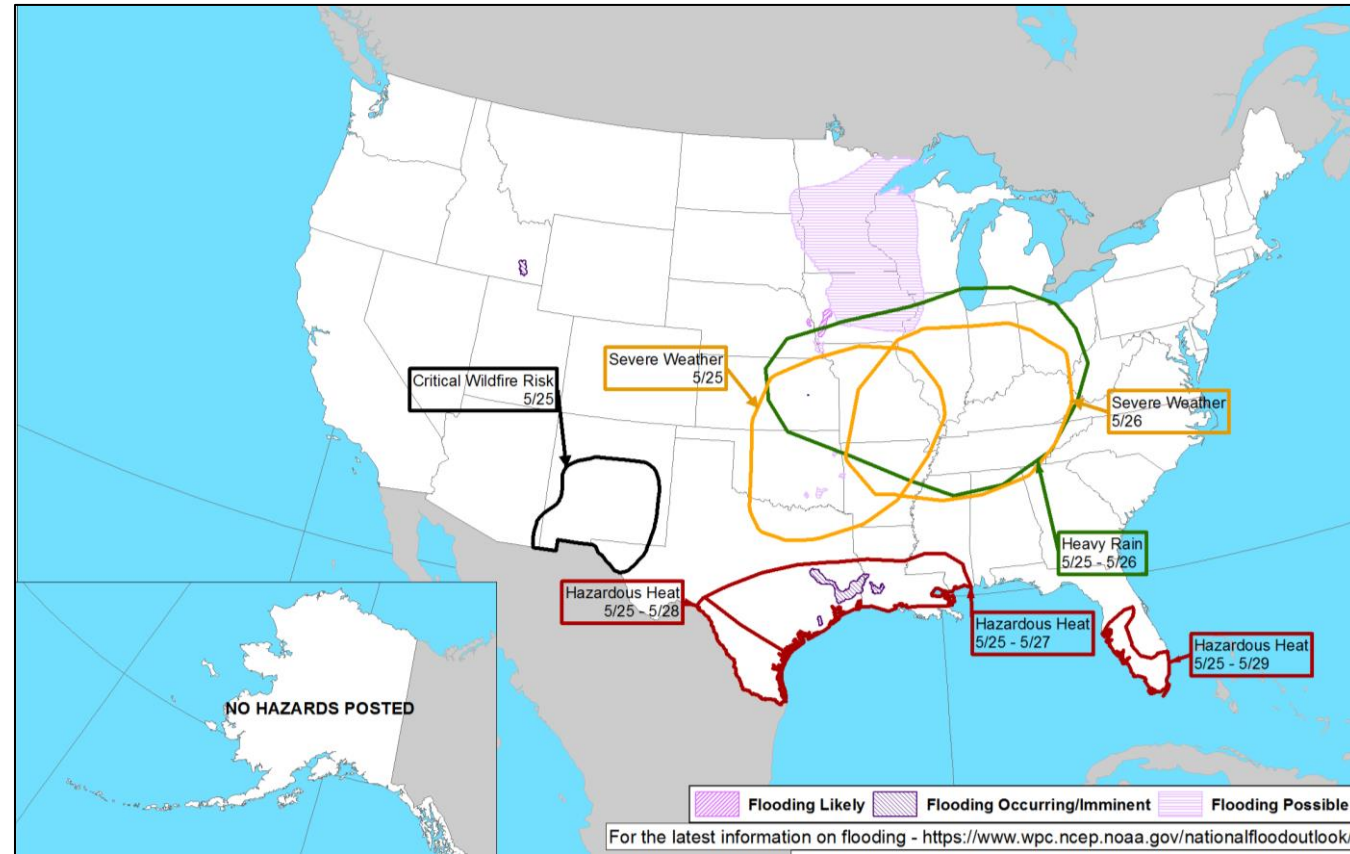 Severe Weather
5/25
Critical Wildfire Risk
5/25
Severe Weather
5/26
Heavy Rain
5/25 - 5/26
Hazardous Heat
5/25 - 5/28
Hazardous Heat
5/25 - 5/27
Hazardous Heat
5/25 - 5/29
NO HAZARDS POSTED
Flooding Likely Flooding Occurring/Imminent Flooding Possible
For the latest information on flooding - https://www.wpc.ncep.noaa.gov/nationalfloodoutlook/